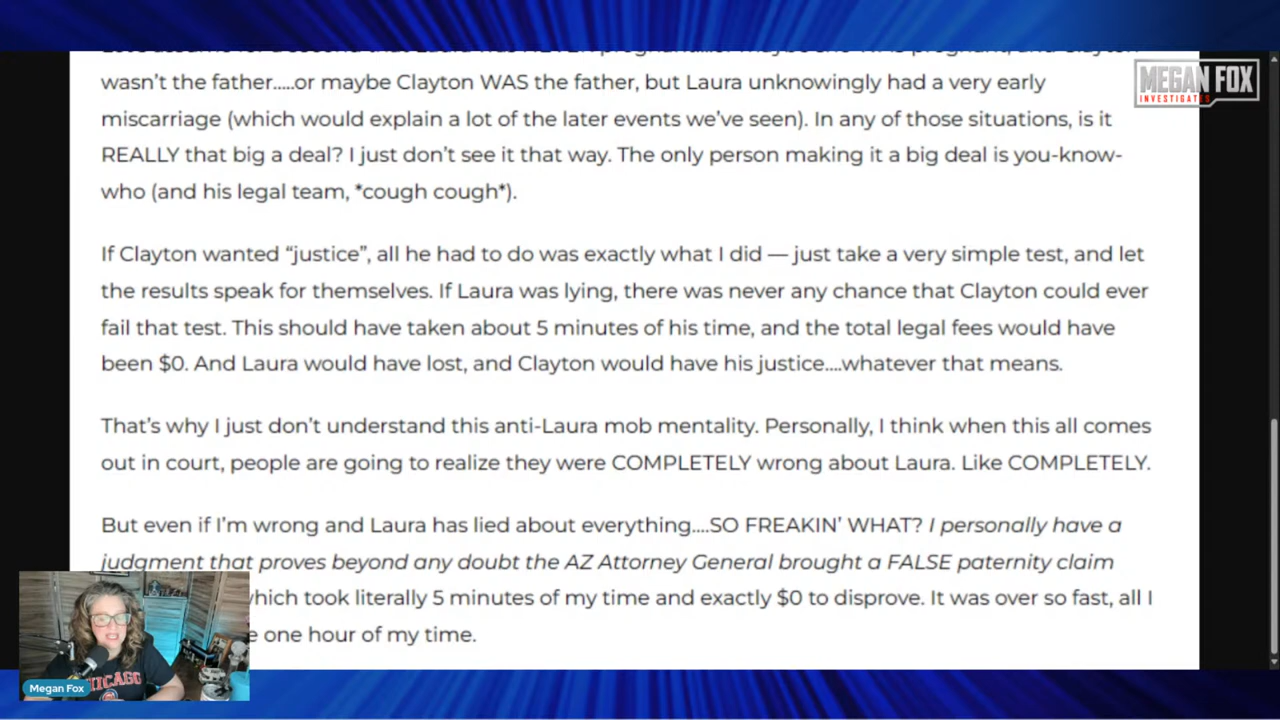 wasn't the father.....or maybe Clayton WAS the father, but Laura unknowingly had a very early
miscarriage (which would explain a lot of the later events we've seen). In any of those situations, is it
REALLY that big a deal? I just don't see it that way. The only person making it a big deal is you-know-
who (and his legal team, *cough cough*).
If Clayton wanted “justice”, all he had to do was exactly what I did — just take a very simple test, and let
the results speak for themselves. If Laura was lying, there was never any chance that Clayton could ever
fail that test. This should have taken about 5 minutes of his time, and the total legal fees would have
been $0. And Laura would have lost, and Clayton would have his justice....whatever that means.
That's why I just don't understand this anti-Laura mob mentality. Personally, I think when this all comes
out in court, people are going to realize they were COMPLETELY wrong about Laura. Like COMPLETELY.
But even if I'm wrong and Laura has lied about everything....SO FREAKIN' WHAT? I personally have a
judgment that proves beyond any doubt the AZ Attorney General brought a FALSE paternity claim
which took literally 5 minutes of my time and exactly $0 to disprove. It was over so fast, all I
one hour of my time.
MEGAN FOX
INVESTIGATES
CHICAGO
Megan Fox